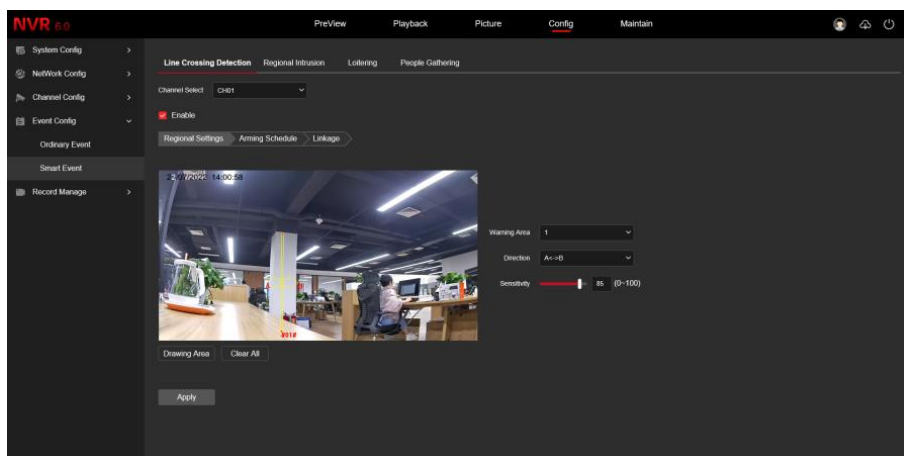 NVR 6.0
PreView Playback Picture Config Maintain
System Config
NetWork Config
Channel Config
Event Config
Ordinary Event
Smart Event
Record Manage
Line Crossing Detection Regional Intrusion Loitering People Gathering
Channel Select CH01
Enable
Regional Settings Arming Schedule Linkage
14:00:58
Warning Area 1
Direction A<->B
Sensitivity 85 (0~100)
Drawing Area Clear All
Apply